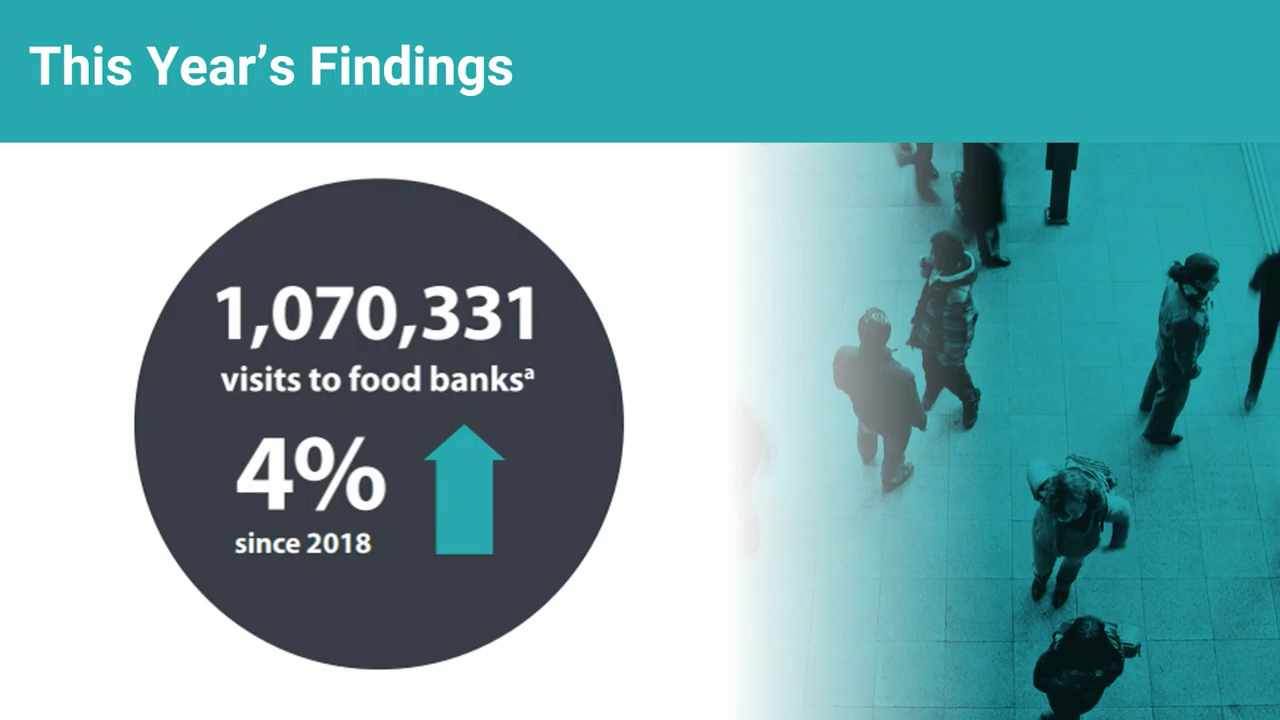 This Year’s Findings
1,070,331
visits to food banksª
4%
since 2018